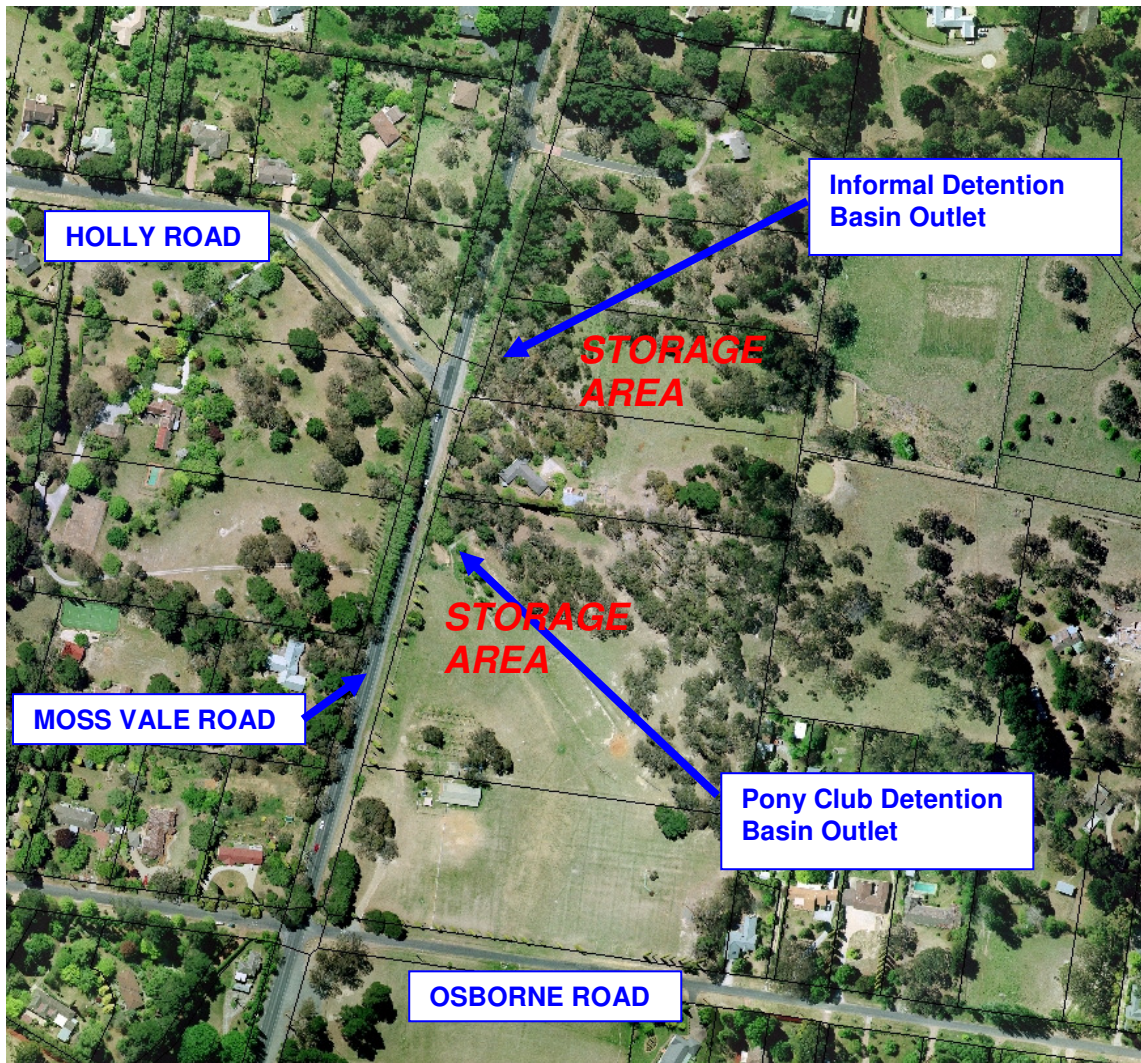 Informal Detention
Basin Outlet
HOLLY ROAD
STORAGE
AREA
STORAGE
AREA
MOSS VALE ROAD
Pony Club Detention
Basin Outlet
OSBORNE ROAD